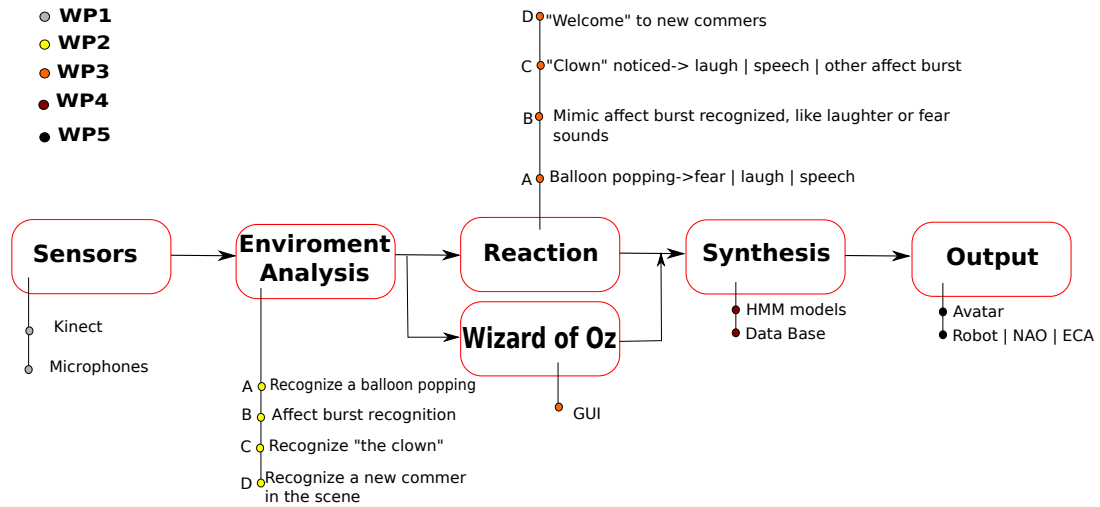 WP1
WP2
WP3
WP4
WP5
D "Welcome" to new commers
C "Clown" noticed-> laugh | speech | other affect burst
B Mimic affect burst recognized, like laughter or fear
sounds
A Balloon popping->fear | laugh | speech
Sensors
Kinect
Microphones
Enviroment
Analysis
A Recognize a balloon popping
B Affect burst recognition
C Recognize "the clown"
D Recognize a new commer
in the scene
Reaction
Wizard of Oz
GUI
Synthesis
HMM models
Data Base
Output
Avatar
Robot | NAO | ECA